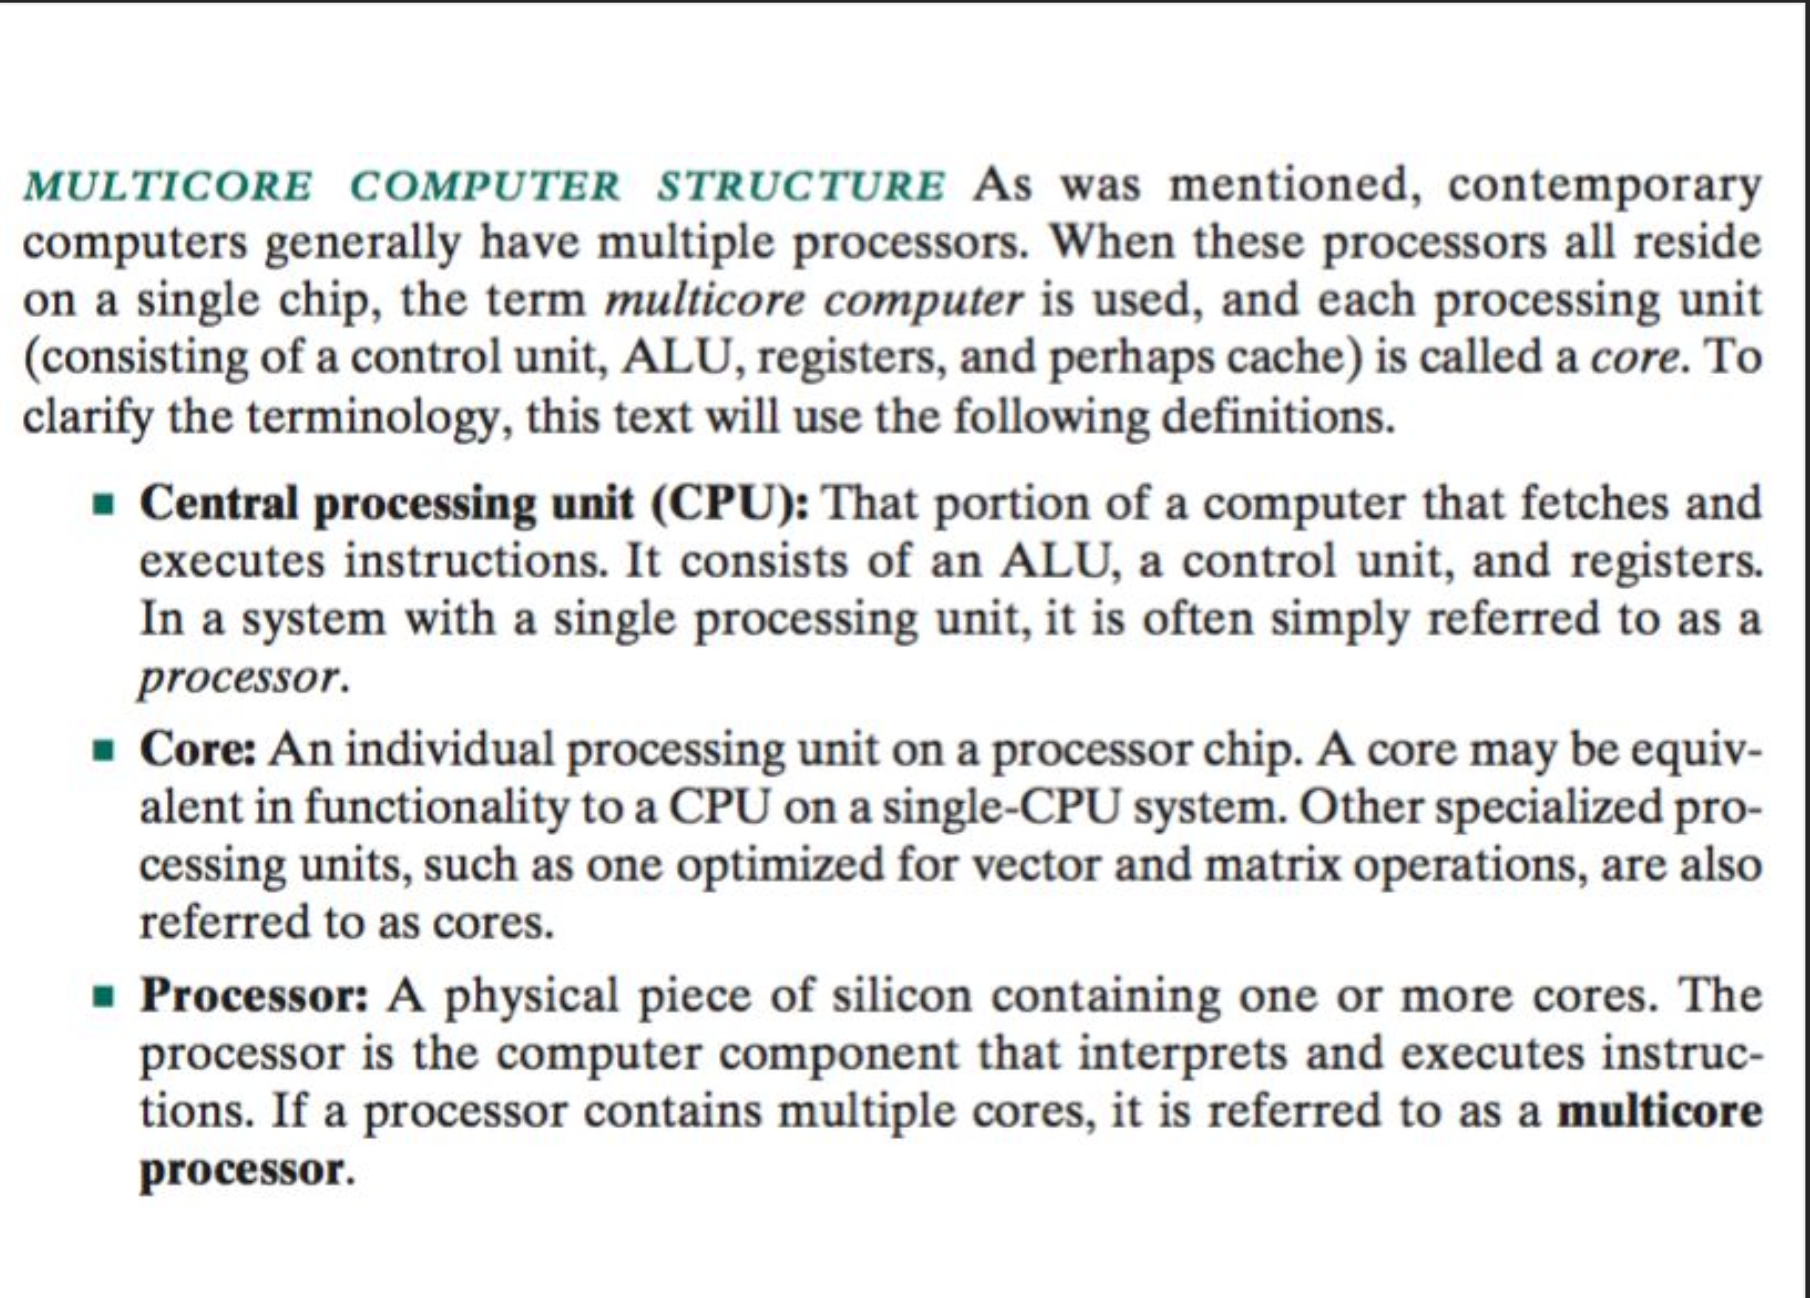 MULTICORE COMPUTER STRUCTURE As was mentioned, contemporary
computers generally have multiple processors. When these processors all reside
on a single chip, the term multicore computer is used, and each processing unit
(consisting of a control unit, ALU, registers, and perhaps cache) is called a core. To
clarify the terminology, this text will use the following definitions.
■ Central processing unit (CPU): That portion of a computer that fetches and
executes instructions. It consists of an ALU, a control unit, and registers.
In a system with a single processing unit, it is often simply referred to as a
processor.
■ Core: An individual processing unit on a processor chip. A core may be equiv-
alent in functionality to a CPU on a single-CPU system. Other specialized pro-
cessing units, such as one optimized for vector and matrix operations, are also
referred to as cores.
■ Processor: A physical piece of silicon containing one or more cores. The
processor is the computer component that interprets and executes instruc-
tions. If a processor contains multiple cores, it is referred to as a multicore
processor.